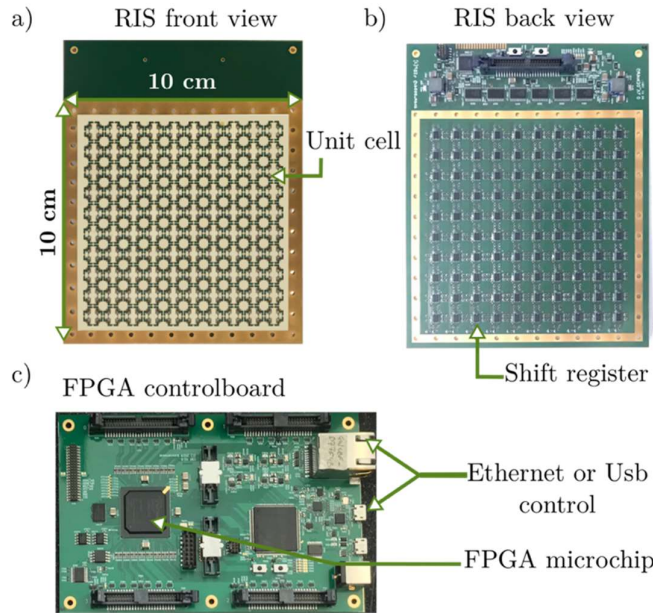 a)
RIS front view
10 cm
10 cm
Unit cell
b)
RIS back view
Shift register
c)
FPGA controlboard
Ethernet or Usb
control
FPGA microchip